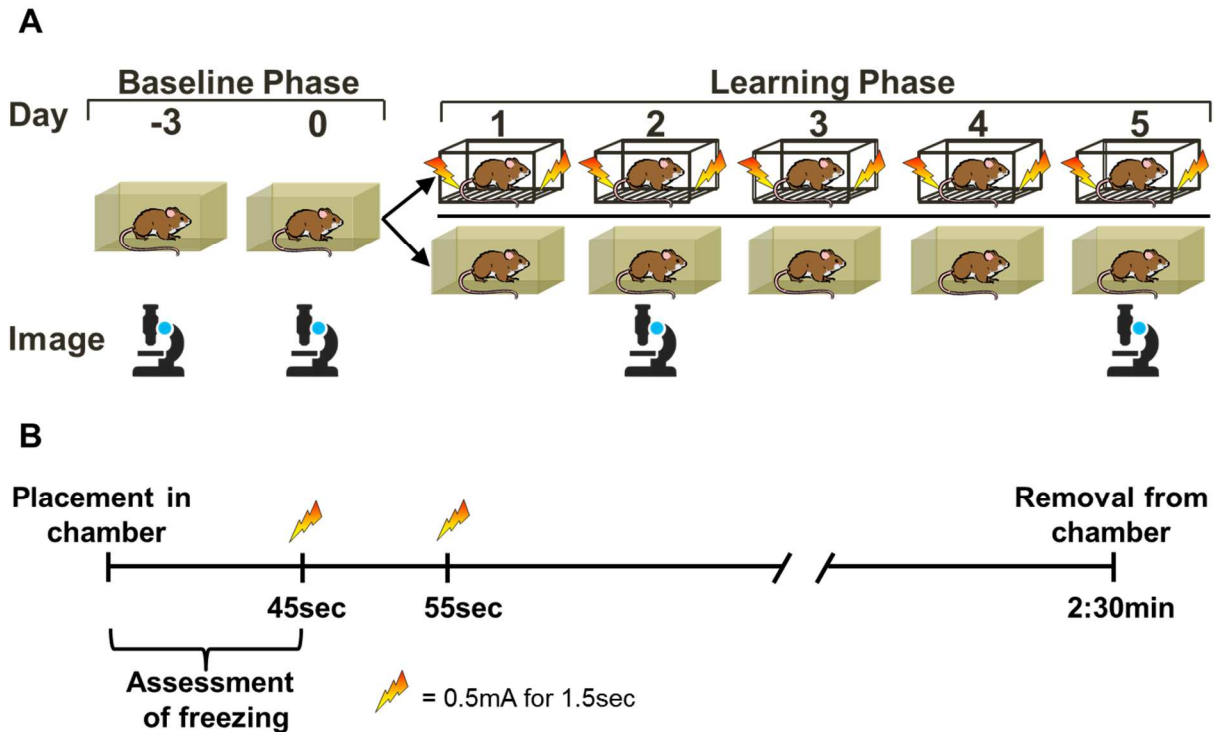 A
Baseline Phase Learning Phase
Day -3 0 1 2 3 4 5
Image
B
Placement in
chamber
Removal from
chamber
45sec 55sec 2:30min
Assessment
of freezing
= 0.5mA for 1.5sec